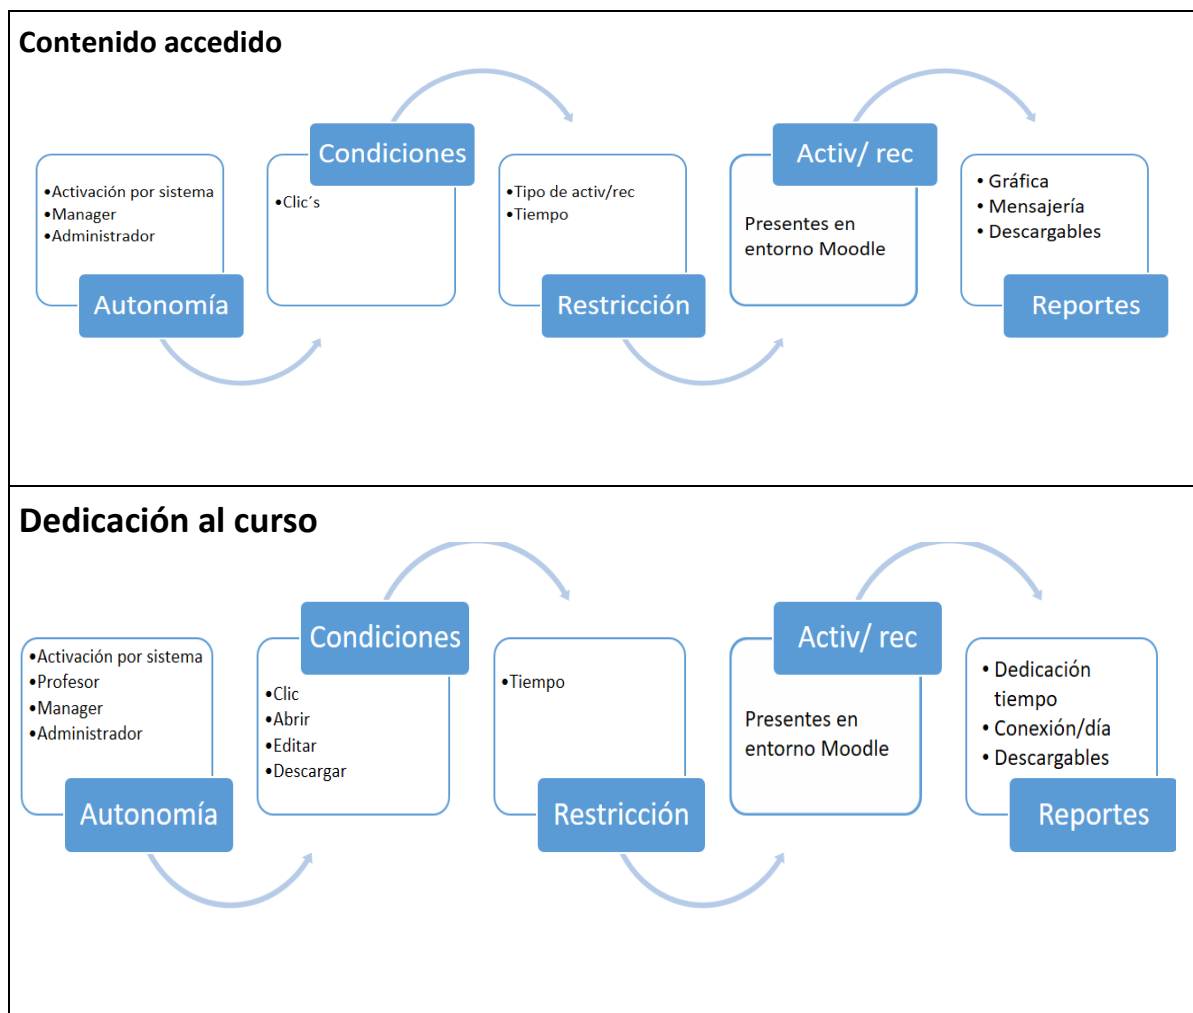 Contenido accedido
•Activación por sistema
•Manager
•Administrador
Autonomía
Condiciones
•Clic´s
•Tipo de activ/rec
•Tiempo
Restricción
Activ/ rec
Presentes en
entorno Moodle
• Gráfica
• Mensajería
• Descargables
Reportes
Dedicación al curso
•Activación por sistema
•Profesor
•Manager
•Administrador
Autonomía
Condiciones
•Clic
•Abrir
•Editar
•Descargar
•Tiempo
Restricción
Activ/ rec
Presentes en
entorno Moodle
• Dedicación
tiempo
• Conexión/día
• Descargables
Reportes